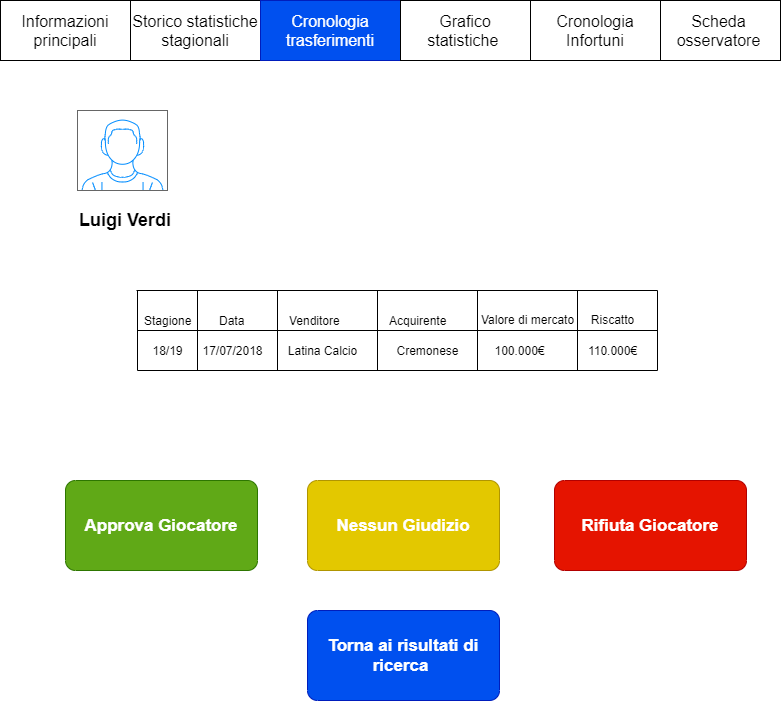 Informazioni
principali
Storico statistiche
stagionali
Cronologia
trasferimenti
Grafico
statistiche
Cronologia
Infortuni
Scheda
osservatore
Luigi Verdi
Stagione Data Venditore Acquirente Valore di mercato Riscatto
18/19 17/07/2018 Latina Calcio Cremonese 100.000€ 110.000€
Approva Giocatore
Nessun Giudizio
Rifiuta Giocatore
Torna ai risultati di
ricerca